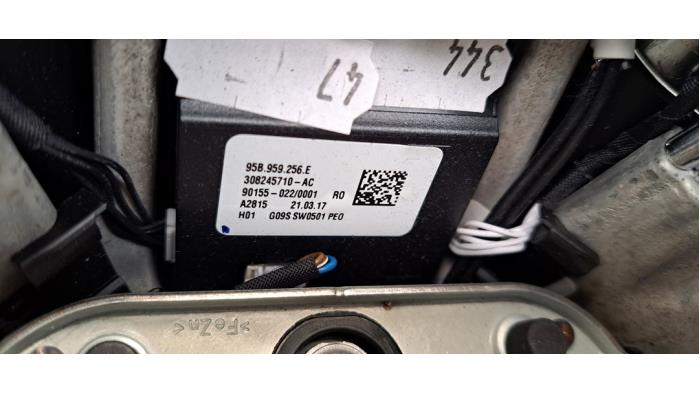 344
47
95B.959.256.E
308245710-AC
90155-022/0001 RO
A2815 21.03.17
H01 G09S SW0501 PEO
>FeZn<